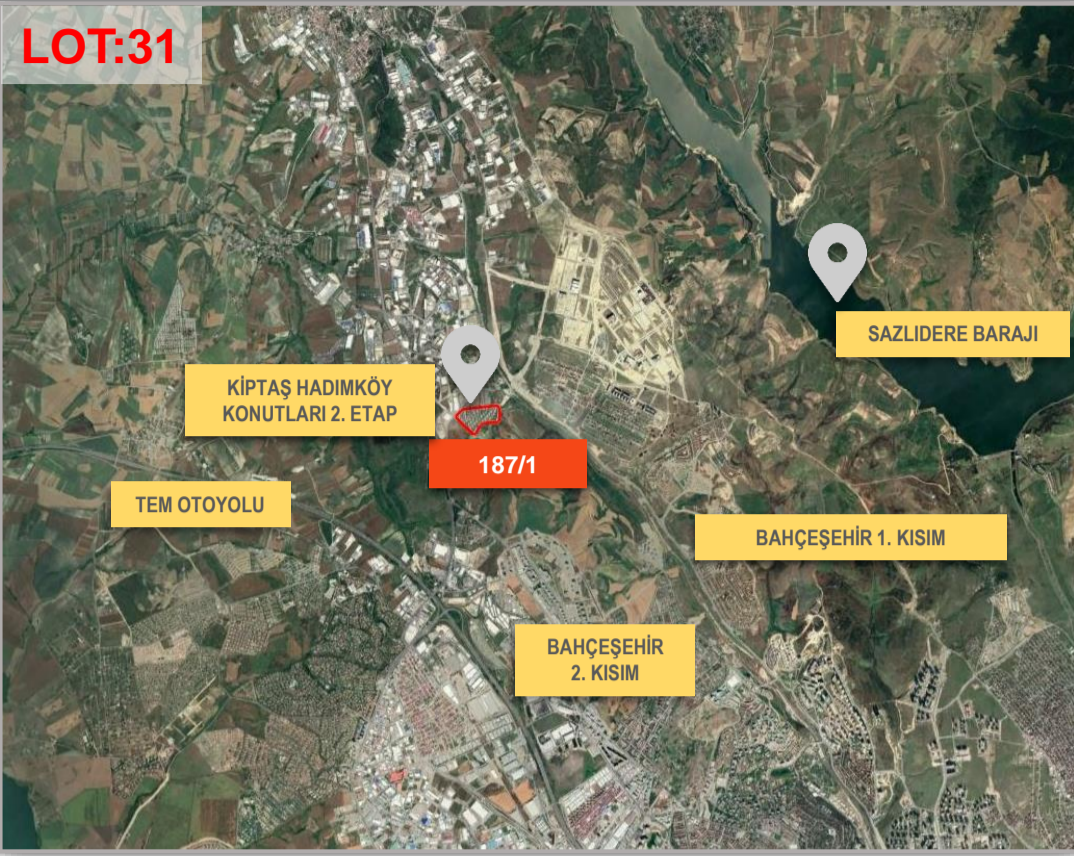 LOT:31
SAZLIDERE BARAJI
KİPTAŞ HADIMKÖY
KONUTLARI 2. ETAP
187/1
TEM OTOYOLU
BAHÇEŞEHİR 1. KISIM
BAHÇEŞEHİR
2. KISIM